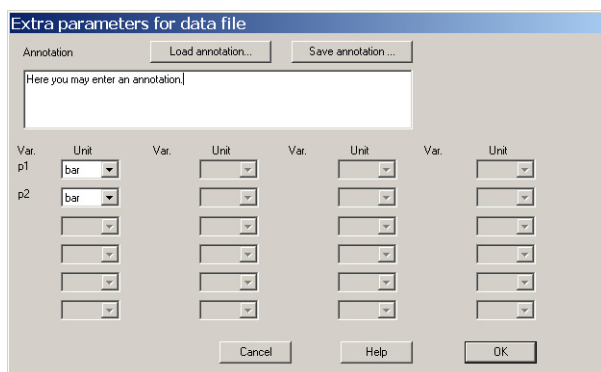 Extra parameters for data file
Annotation Load annotation... Save annotation ...
Here you may enter an annotation.
Var. Unit Var. Unit Var. Unit Var. Unit
p1 bar
p2 bar
Cancel Help OK